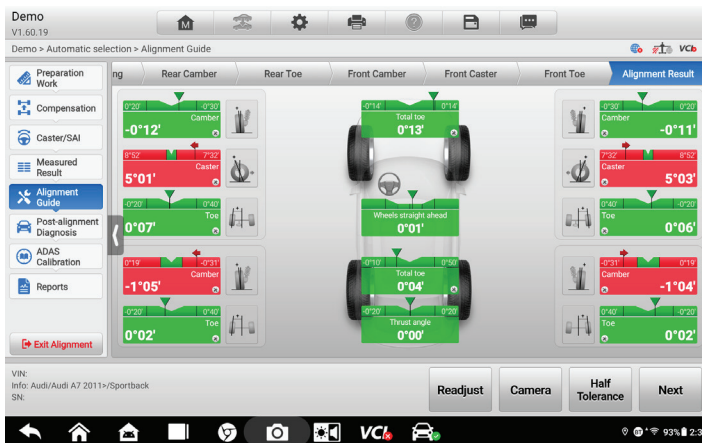 Demo
V1.60.19
Demo > Automatic selection > Alignment Guide
VCI
Preparation
Work
Compensation
Caster/SAI
Measured
Result
Alignment
Guide
Post-alignment
Diagnosis
ADAS
Calibration
Reports
Exit Alignment
ng
Rear Camber
Rear Toe
Front Camber
Front Caster
Front Toe
Alignment Result
0°20' -0°30'
Camber
-0°12'
8°52' 7°32'
Caster
5°01'
-0°20' 0°40'
Toe
0°07'
0°19' -0°31'
Camber
-1°05'
-0°20' 0°40'
Toe
0°02'
-0°14' 0°14'
Total toe
0°13'
Wheels straight ahead
0°01'
-0°10' 0°50'
Total toe
0°04'
-0°20' 0°20'
Thrust angle
0°00'
-0°30' 0°20'
Camber
-0°11'
7°32' 8°52'
Caster
5°03'
0°40' -0°20'
Toe
0°06'
-0°31' 0°19'
Camber
-1°04'
0°40' -0°20'
Toe
0°02'
VIN:
Info: Audi/Audi A7 2011>/Sportback
SN:
Readjust
Camera
Half
Tolerance
Next
VCI
93%